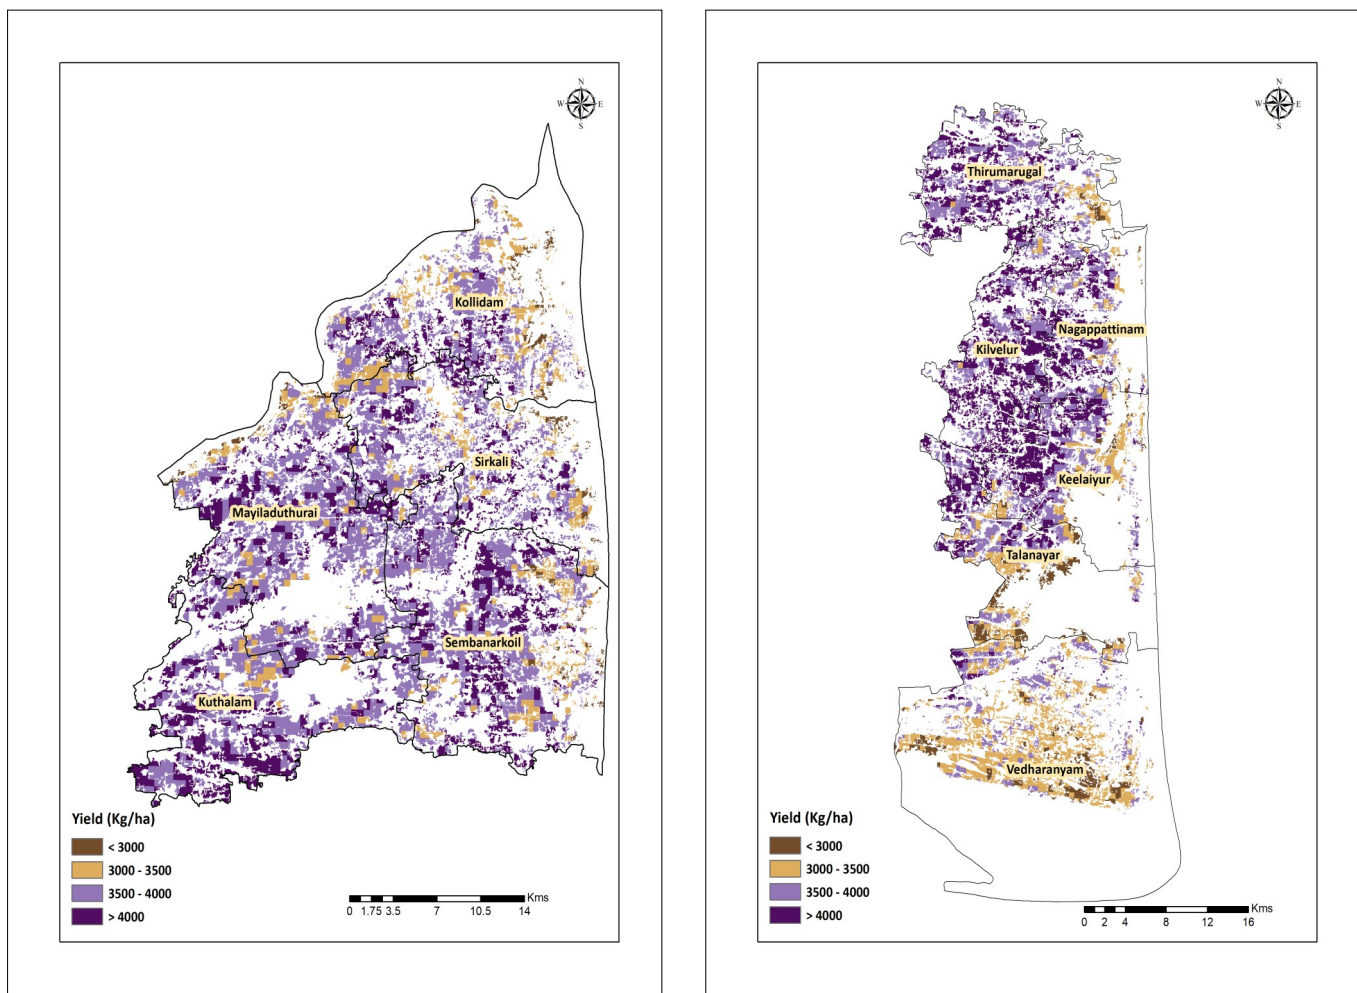 N
W E
S
Kollidam
Sirkali
Mayiladuthurai
Sembanarkoil
Kuthalam
Yield (Kg/ha)
< 3000
3000 - 3500
3500 - 4000
> 4000
Kms
0 1.75 3.5 7 10.5 14
N
W E
S
Thirumarugal
Nagappattinam
Kilvelur
Keelaiyur
Talanayar
Vedharanyam
Yield (Kg/ha)
< 3000
3000 - 3500
3500 - 4000
> 4000
Kms
0 2 4 8 12 16